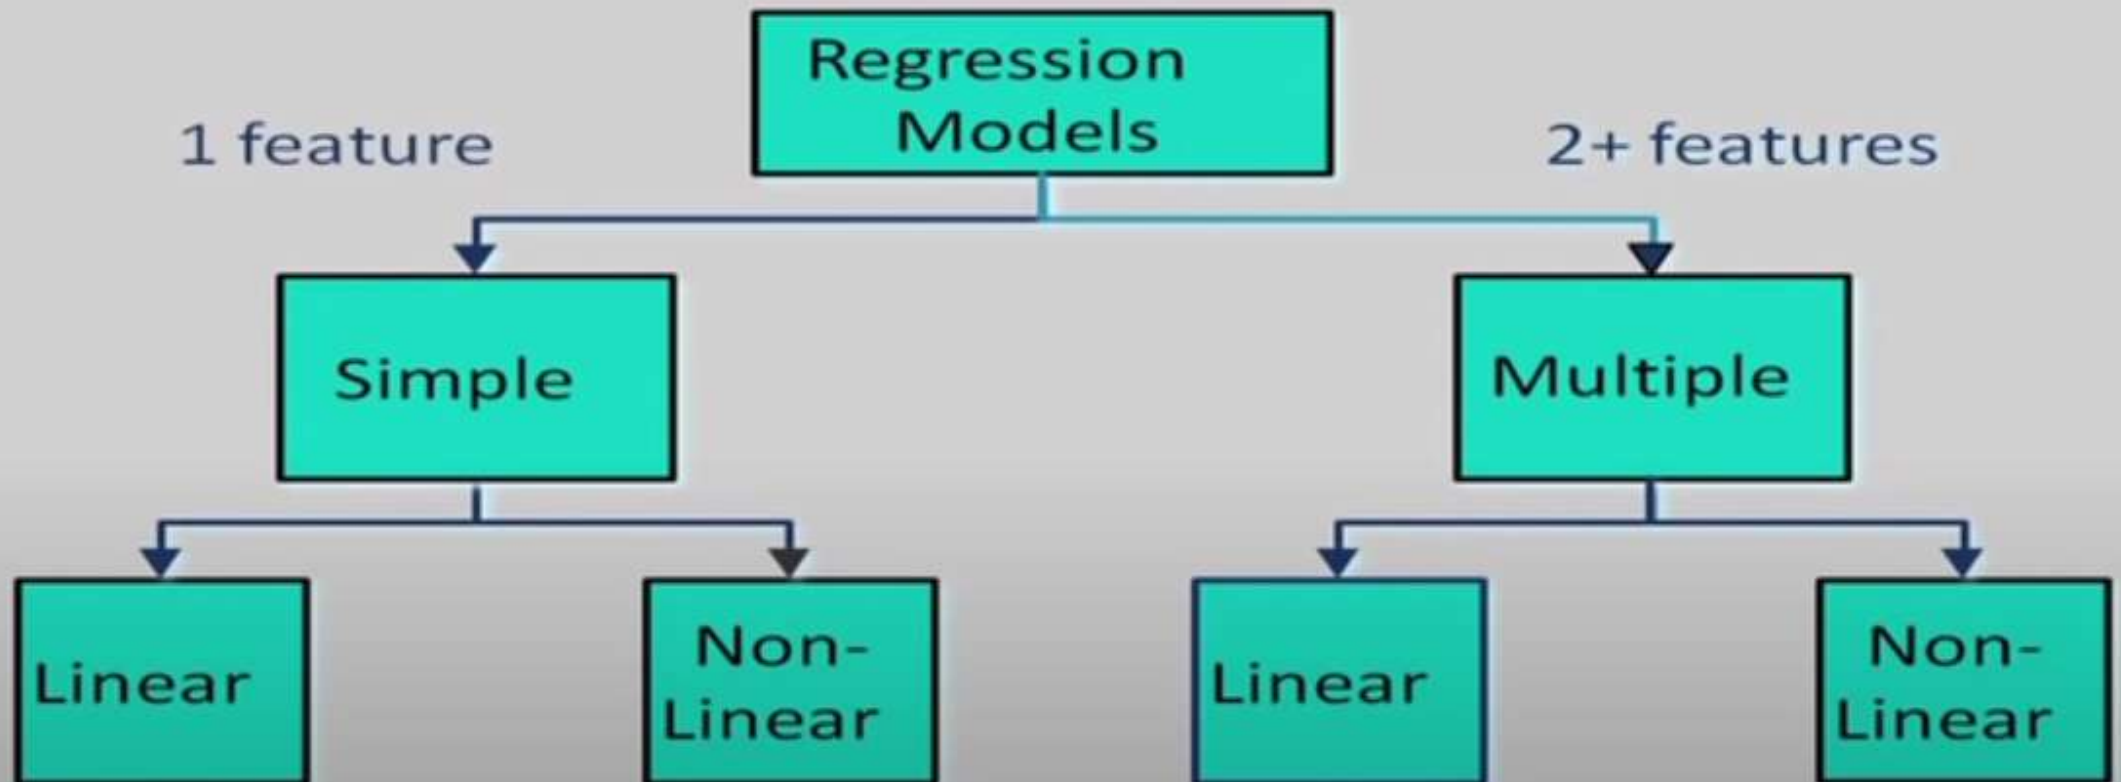 Regression
Models
1 feature
2+ features
Simple
Multiple
Linear
Non-
Linear
Linear
Non-
Linear